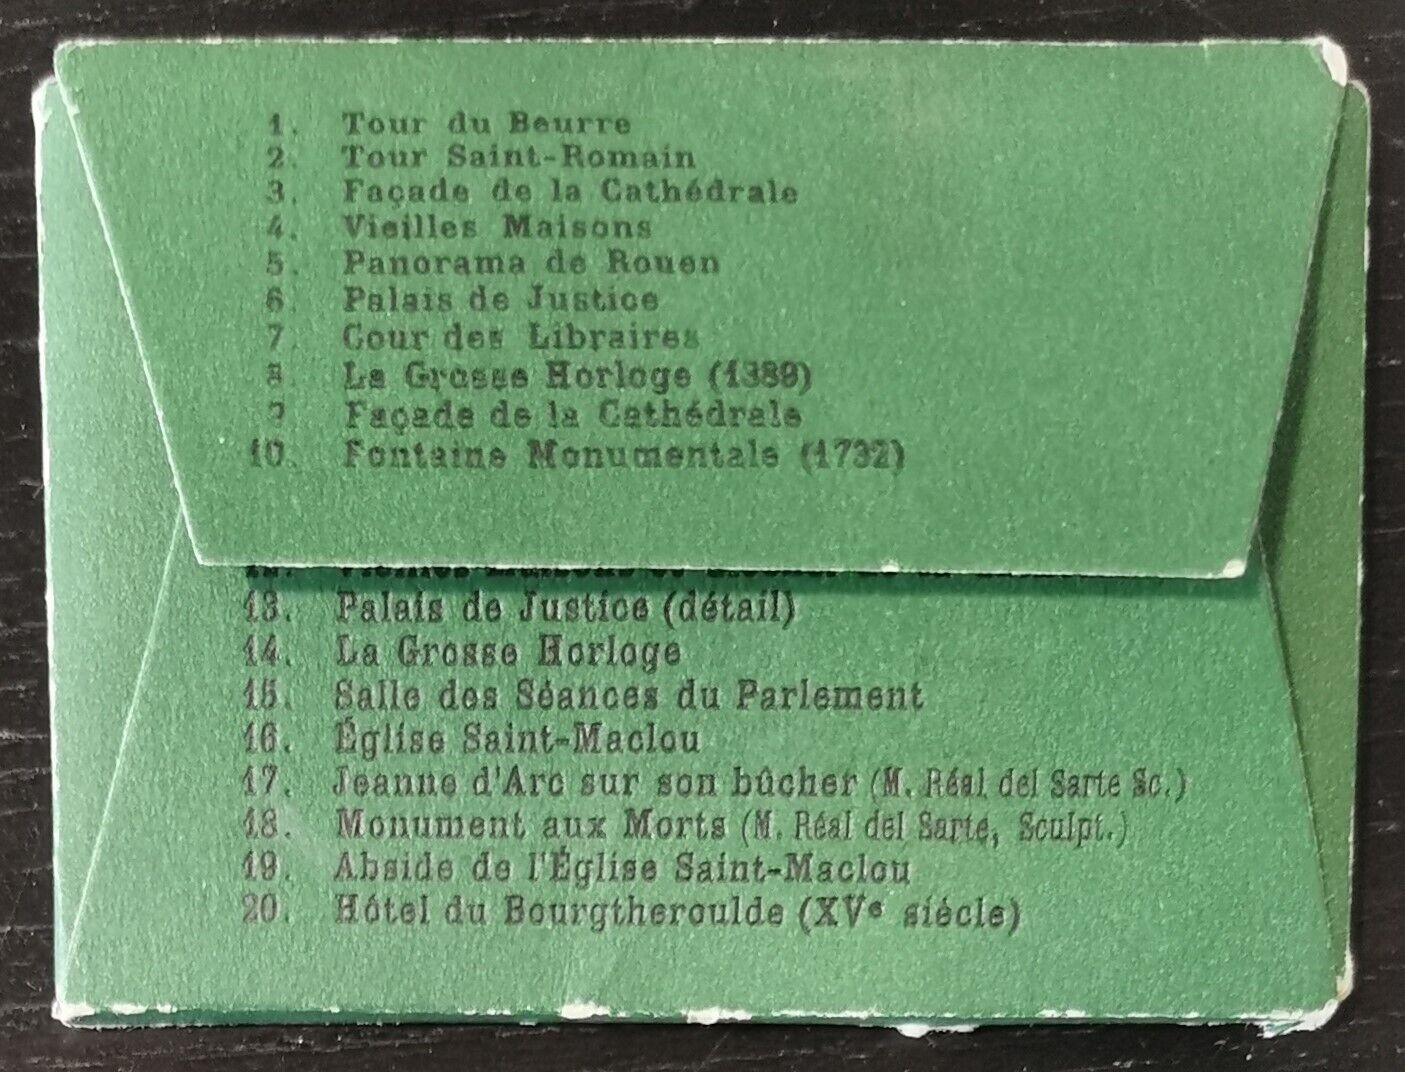 1. Tour du Beurre
2. Tour Saint-Romain
3. Façade de la Cathédrale
4. Vieilles Maisons
5. Panorama de Rouen
6. Palais de Justice
7. Cour des Libraires
8. La Grosse Horloge (1389)
9. Façade de la Cathédrale
10. Fontaine Monumentale (1732)
13. Palais de Justice (détail)
14. La Grosse Horloge
15. Salle des Séances du Parlement
16. Église Saint-Maclou
17. Jeanne d'Arc sur son bûcher (M. Réal del Sarte Sc.)
18. Monument aux Morts (M. Réal del Sarte, Sculpt.)
19. Abside de l'Église Saint-Maclou
20. Hôtel du Bourgtheroulde (XVe siècle)